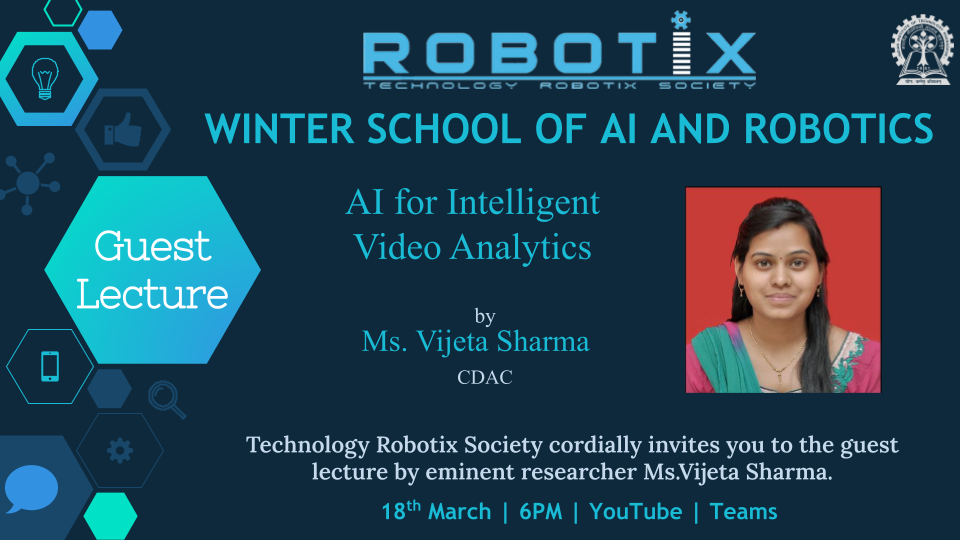 ROBOTIX
TECHNOLOGY ROBOTIX SOCIETY
WINTER SCHOOL OF AI AND ROBOTICS
Guest
Lecture
AI for Intelligent
Video Analytics
by
Ms. Vijeta Sharma
CDAC
Technology Robotix Society cordially invites you to the guest
lecture by eminent researcher Ms.Vijeta Sharma.
18th March | 6PM | YouTube | Teams